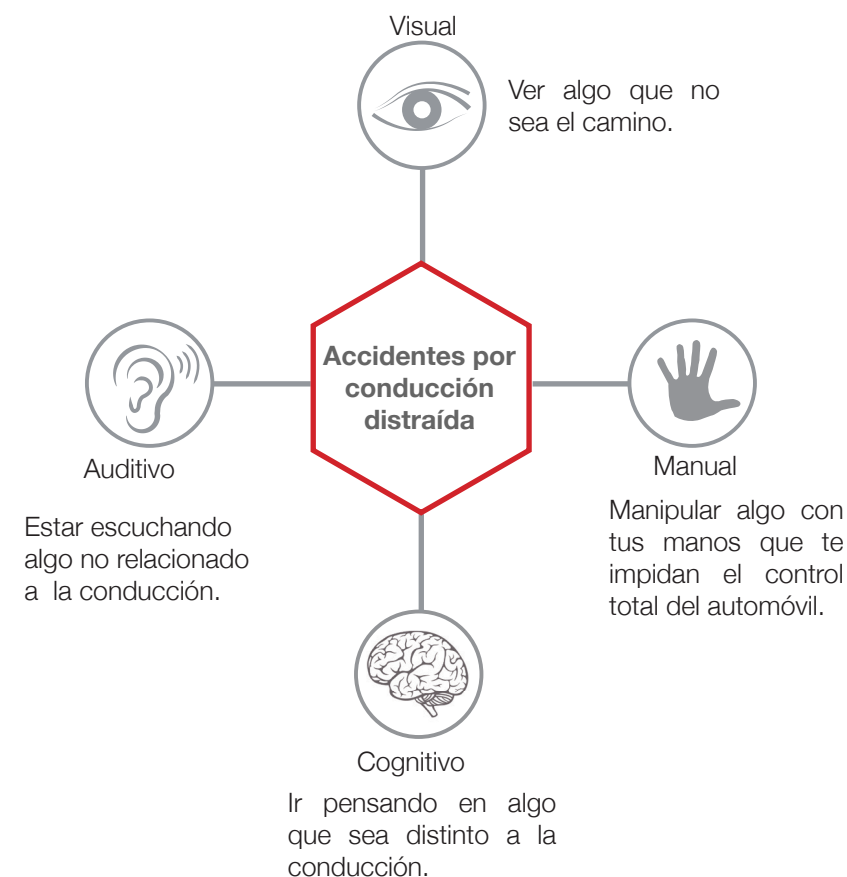 Visual
Ver algo que no
sea el camino.
Accidentes por
conducción
distraída
Auditivo
Estar escuchando
algo no relacionado
a la conducción.
Manual
Manipular algo con
tus manos que te
impidan el control
total del automóvil.
Cognitivo
Ir pensando en algo
que sea distinto a la
conducción.